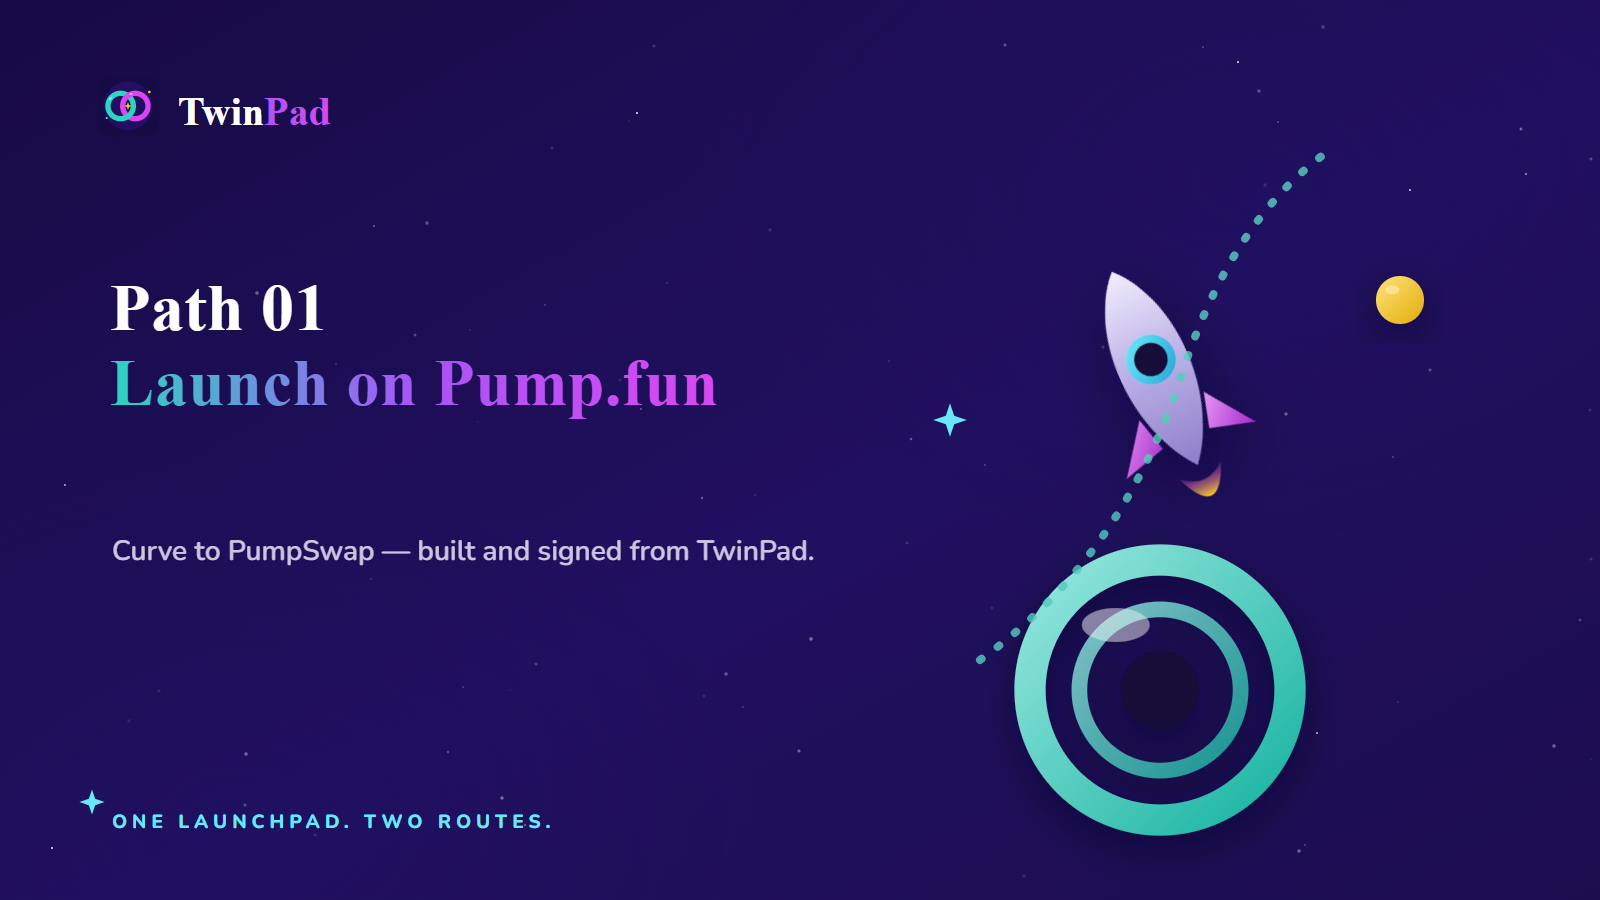 TwinPad
Path 01
Launch on Pump.fun
Curve to PumpSwap — built and signed from TwinPad.
ONE LAUNCHPAD. TWO ROUTES.